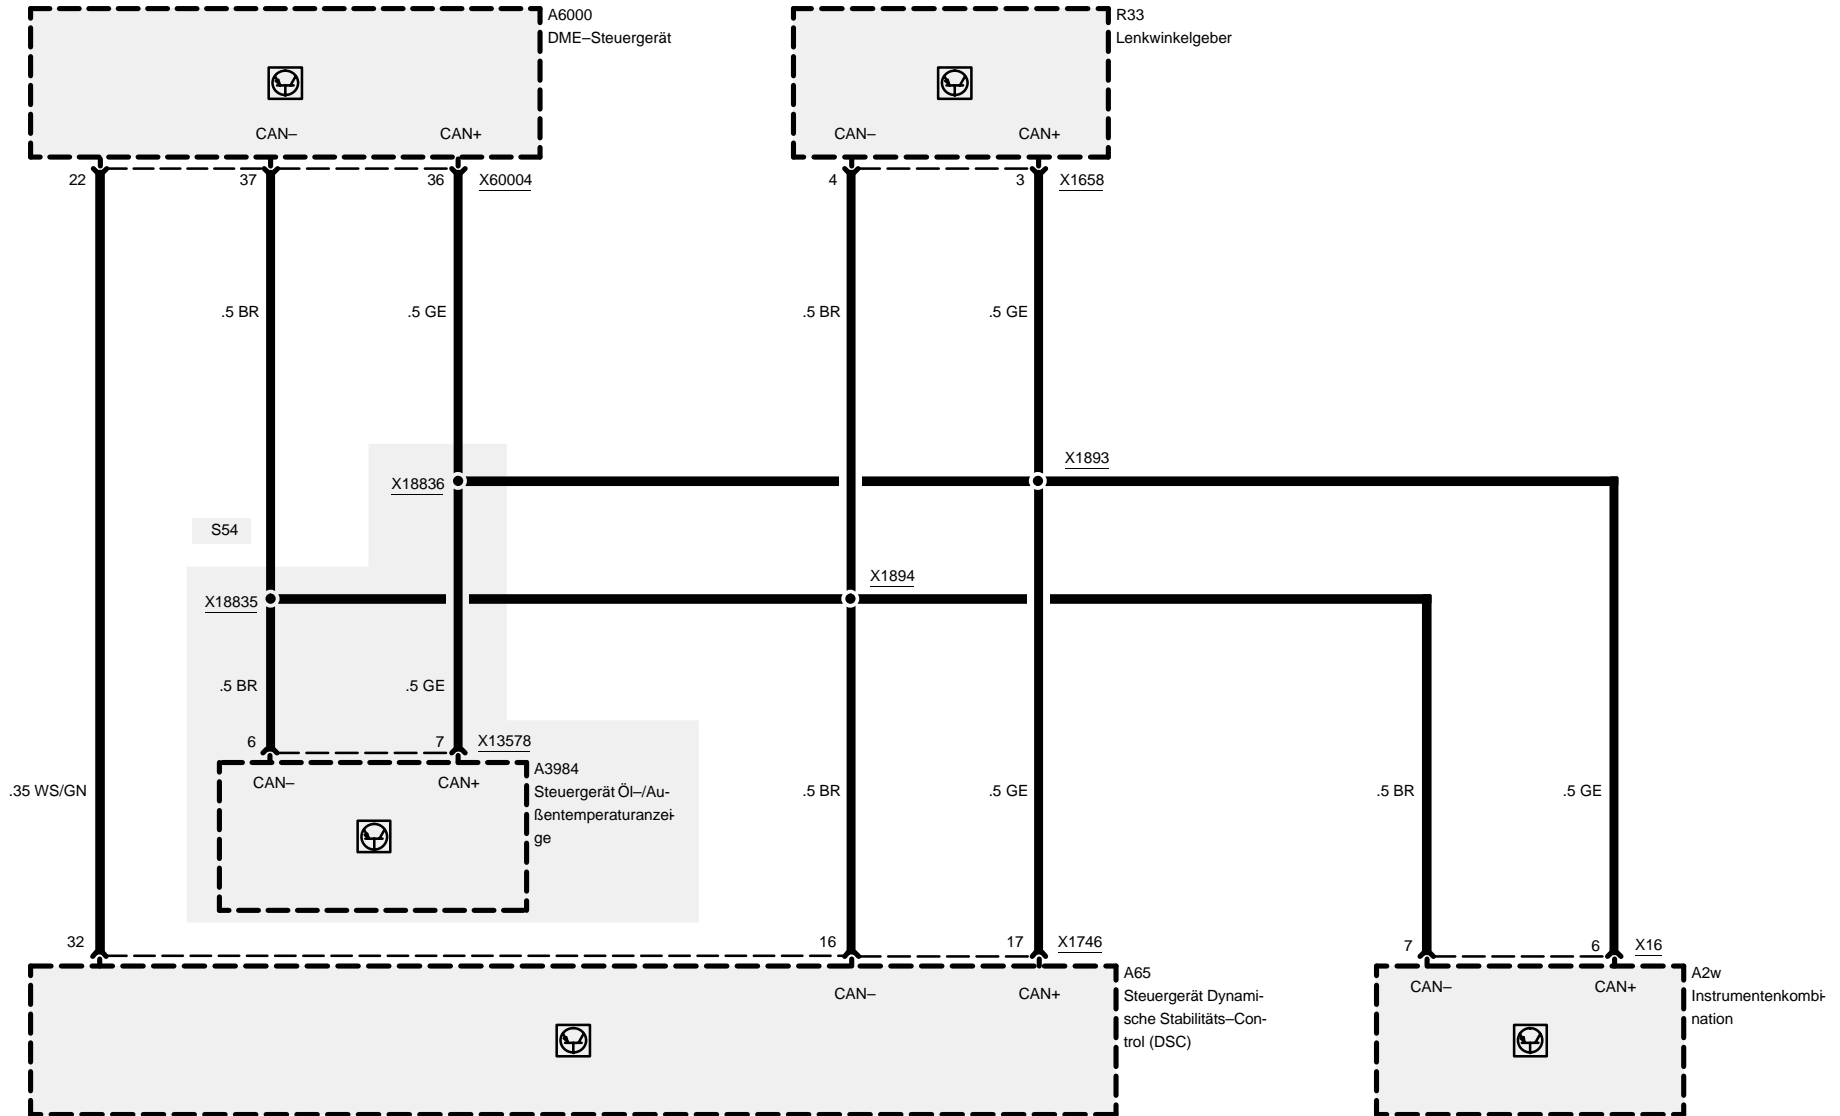 A6000
DME–Steuergerät
R33
Lenkwinkelgeber
CAN–
CAN+
CAN–
CAN+
22
37
36
X60004
4
3
X1658
.5 BR
.5 GE
.5 BR
.5 GE
X1893
X18836
S54
X1894
X18835
.5 BR
.5 GE
6
7
X13578
A3984
CAN–
CAN+
Steuergerät Öl–/Au-
ßentemperaturanzei-
ge
.35 WS/GN
.5 BR
.5 GE
.5 BR
.5 GE
32
16
17
X1746
7
6
X16
A65
CAN–
CAN+
Steuergerät Dynami-
sche Stabilitäts–Con-
trol (DSC)
A2w
CAN–
CAN+
Instrumentenkombi-
nation